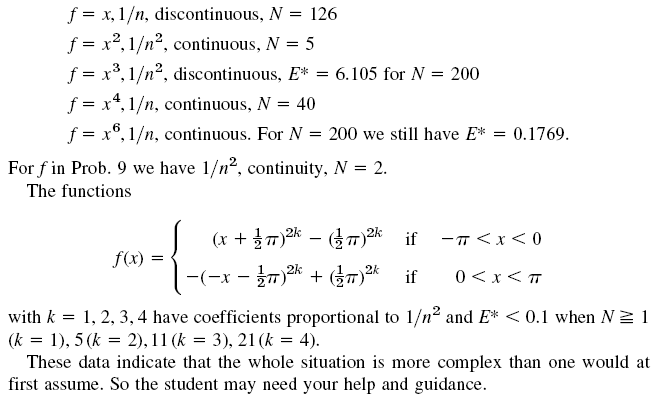 f = x, 1/n, discontinuous, N = 126
f = x², 1/n², continuous, N = 5
f = x³, 1/n², discontinuous, E* = 6.105 for N = 200
f = x⁴, 1/n, continuous, N = 40
f = x⁶, 1/n, continuous. For N = 200 we still have E* = 0.1769.
For f in Prob. 9 we have 1/n², continuity, N = 2.
The functions
f(x) = { (x + ½π)²ᵏ − (½π)²ᵏ if −π < x < 0
−(−x − ½π)²ᵏ + (½π)²ᵏ if 0 < x < π
with k = 1, 2, 3, 4 have coefficients proportional to 1/n² and E* < 0.1 when N ≧ 1
(k = 1), 5 (k = 2), 11 (k = 3), 21 (k = 4).
These data indicate that the whole situation is more complex than one would at
first assume. So the student may need your help and guidance.